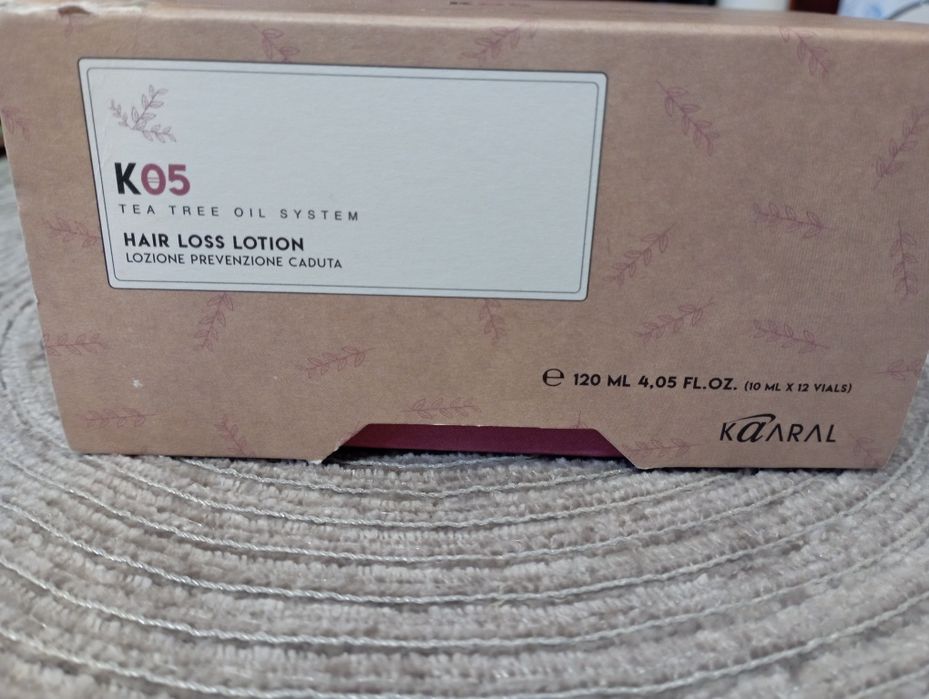 K05
TEA TREE OIL SYSTEM
HAIR LOSS LOTION
LOZIONE PREVENZIONE CADUTA
℮ 120 ML 4,05 FL.OZ. (10 ML X 12 VIALS)
KAARAL